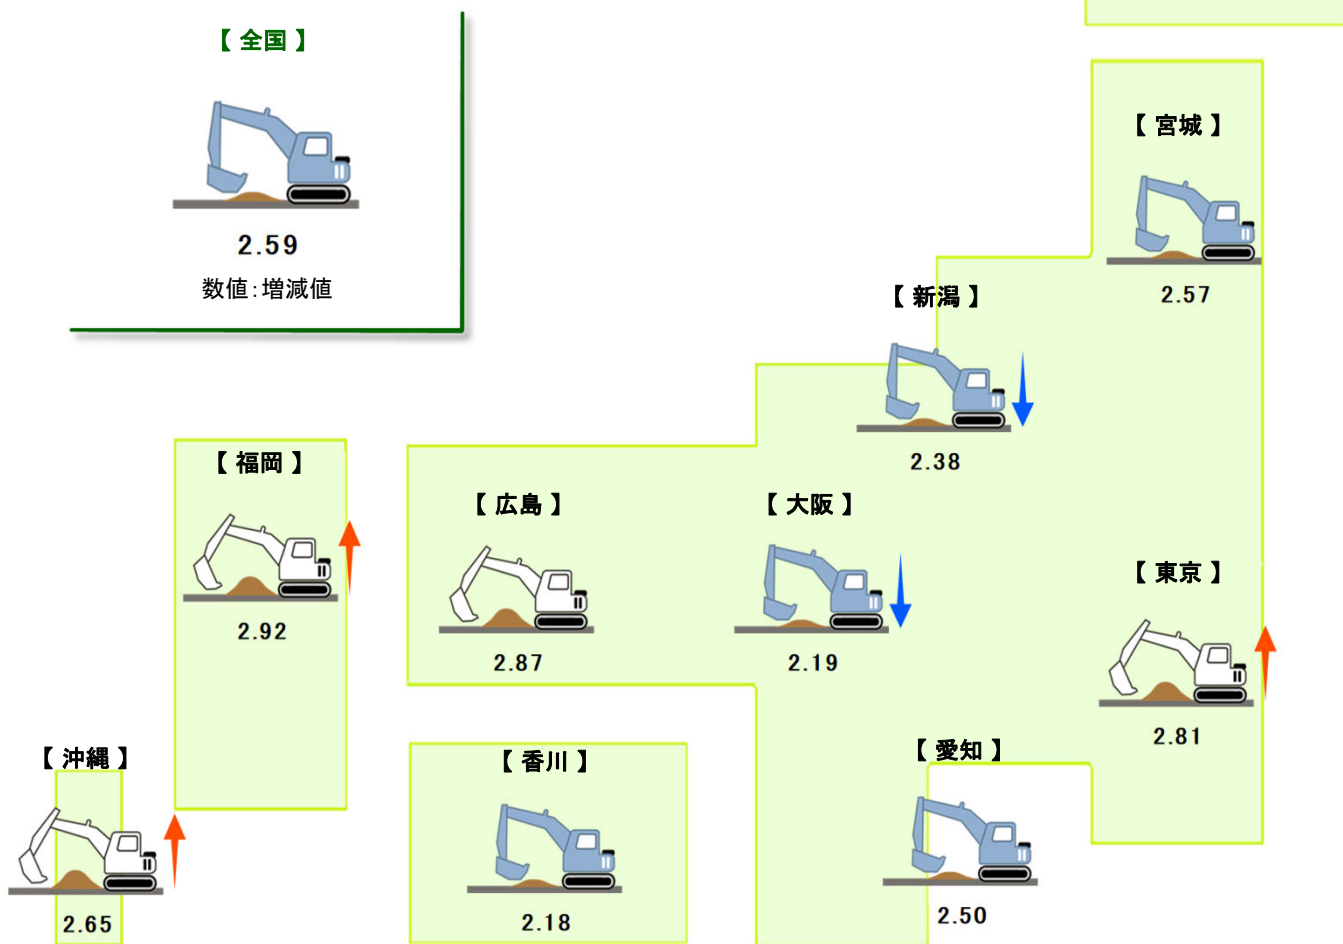 【 全国 】
2.59
数値：増減値
【 宮城 】
2.57
【 新潟 】
2.38
【 福岡 】
2.92
【 広島 】
2.87
【 大阪 】
2.19
【 東京 】
2.81
【 沖縄 】
2.65
【 香川 】
2.18
【 愛知 】
2.50